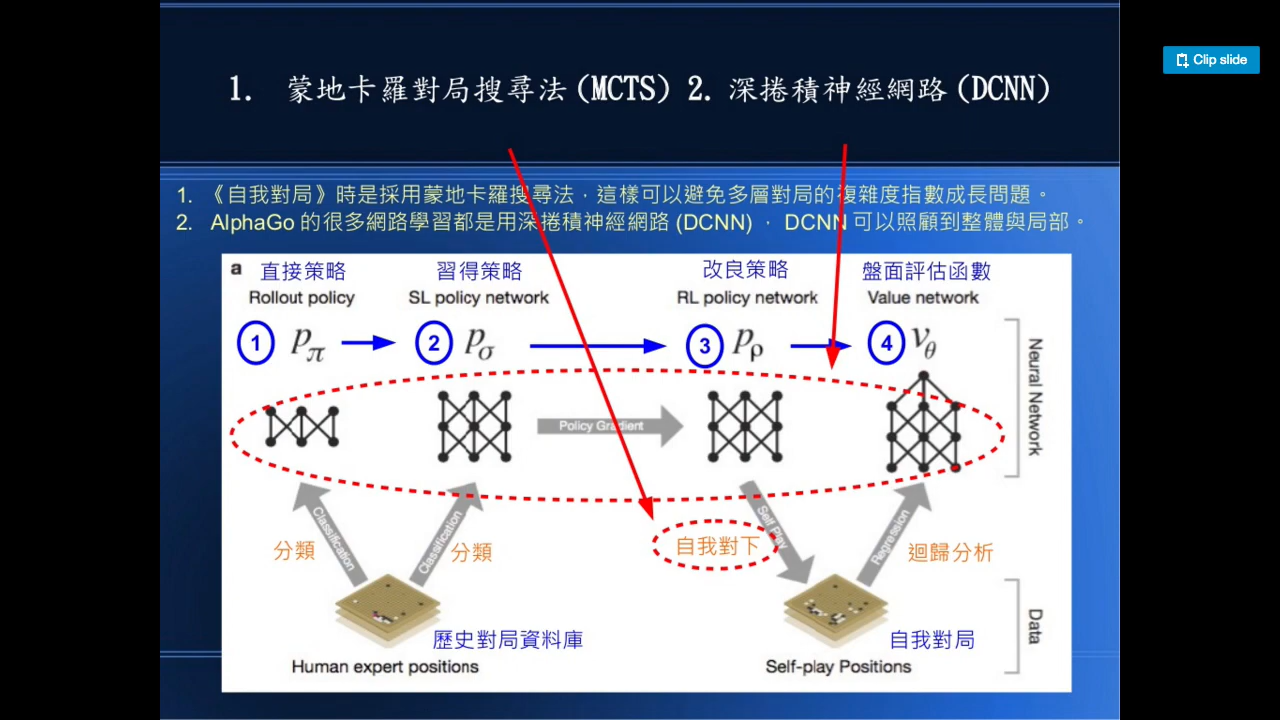 Clip slide
1. 蒙地卡羅對局搜尋法 (MCTS) 2. 深捲積神經網路 (DCNN)
1. 《自我對局》時是採用蒙地卡羅搜尋法，這樣可以避免多層對局的複雜度指數成長問題。
2. AlphaGo 的很多網路學習都是用深捲積神經網路 (DCNN) ， DCNN 可以照顧到整體與局部。
a 直接策略 習得策略 改良策略 盤面評估函數
Rollout policy SL policy network RL policy network Value network
1 pπ 2 pσ 3 pρ 4 vθ
Neural Network
Policy Gradient
Classification Classification Self Play Regression
分類 分類 自我對下 迴歸分析
Data
歷史對局資料庫 自我對局
Human expert positions Self-play Positions